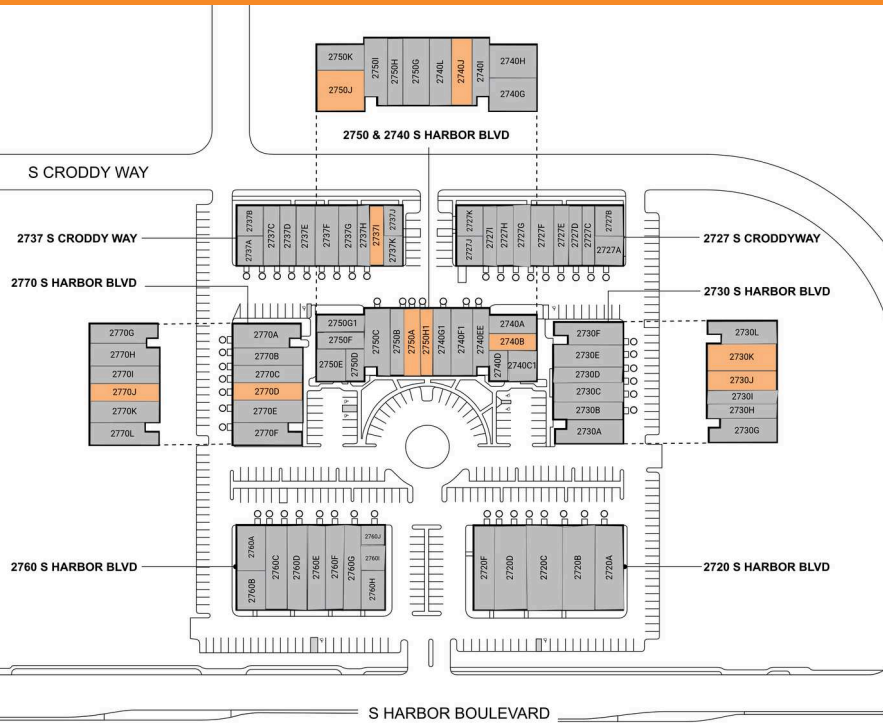 2750K
2750J
2750I
2750H
2750G
2740L
2740J
2740I
2740H
2740G
2750 & 2740 S HARBOR BLVD
S CRODDY WAY
2737 S CRODDY WAY
2737B
2737A
2737C
2737D
2737E
2737F
2737G
2737H
2737I
2737J
2737K
2727K
2727J
2727I
2727H
2727G
2727F
2727E
2727D
2727C
2727B
2727A
2727 S CRODDYWAY
2770 S HARBOR BLVD
2730 S HARBOR BLVD
2770G
2770H
2770I
2770J
2770K
2770L
2770A
2770B
2770C
2770D
2770E
2770F
2750G1
2750F
2750E
2750D
2750C
2750B
2750A
2750H1
2740G1
2740F1
2740EE
2740A
2740B
2740D
2740C1
2730F
2730E
2730D
2730C
2730B
2730A
2730L
2730K
2730J
2730I
2730H
2730G
2760 S HARBOR BLVD
2760A
2760B
2760C
2760D
2760E
2760F
2760G
2760J
2760I
2760H
2720F
2720D
2720C
2720B
2720A
2720 S HARBOR BLVD
S HARBOR BOULEVARD